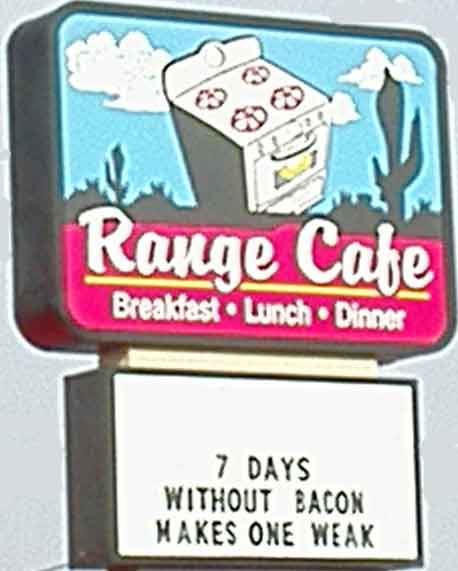 Range Cafe
Breakfast • Lunch • Dinner
7 DAYS
WITHOUT BACON
MAKES ONE WEAK